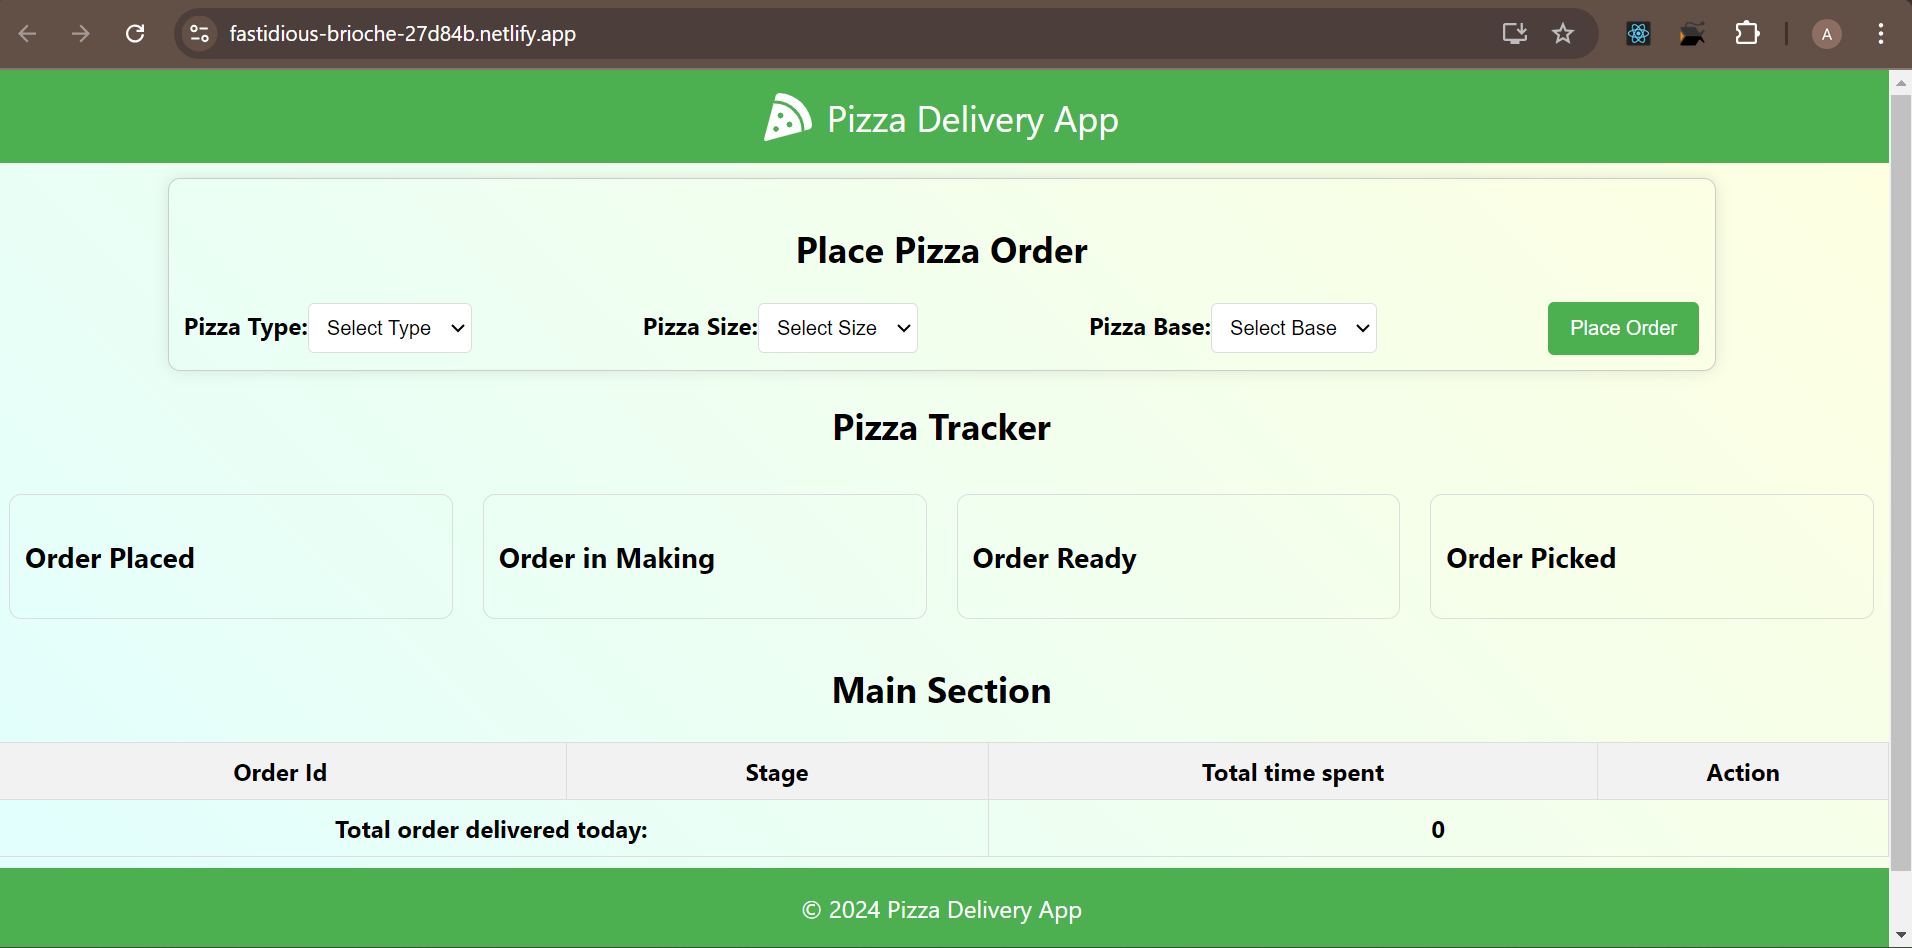 fastidious-brioche-27d84b.netlify.app
A
Pizza Delivery App
Place Pizza Order
Pizza Type: Select Type Pizza Size: Select Size Pizza Base: Select Base Place Order
Pizza Tracker
Order Placed Order in Making Order Ready Order Picked
Main Section
Order Id Stage Total time spent Action
Total order delivered today: 0
© 2024 Pizza Delivery App